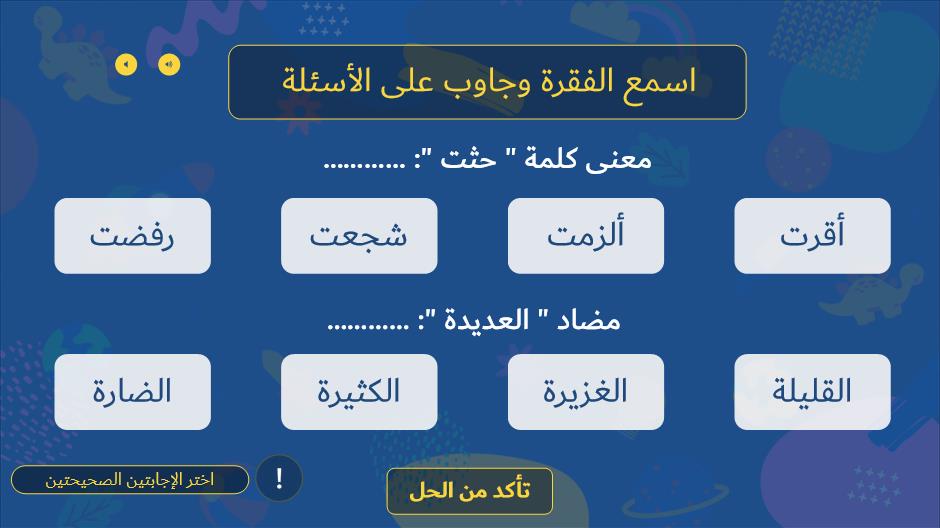 اسمع الفقرة وجاوب على الأسئلة
معنى كلمة " حثت ": ............
أقرت
ألزمت
شجعت
رفضت
مضاد " العديدة ": ............
القليلة
الغزيرة
الكثيرة
الضارة
!
اختر الإجابتين الصحيحتين
تأكد من الحل